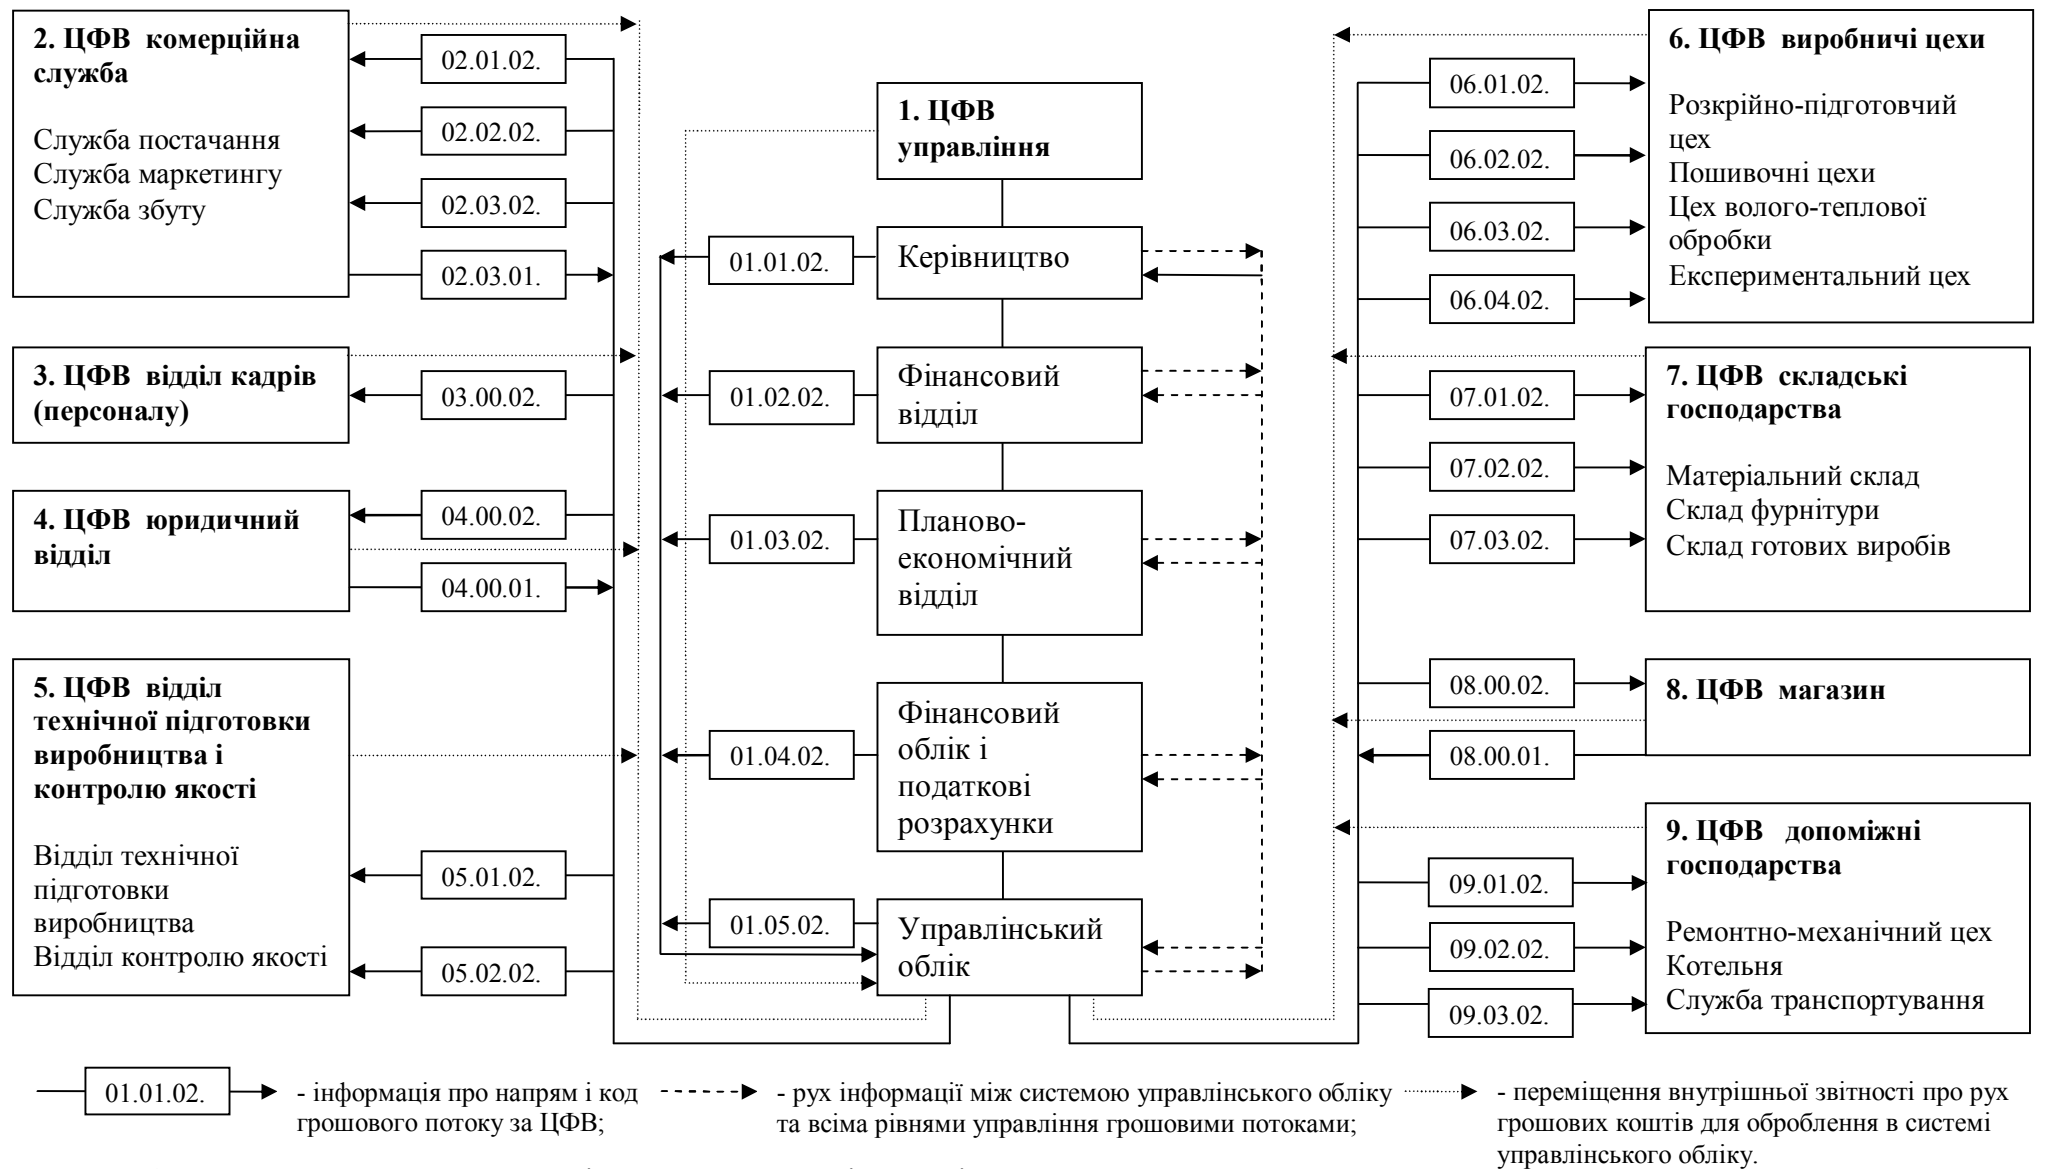 2. ЦФВ комерційна
служба
Служба постачання
Служба маркетингу
Служба збуту
02.01.02.
02.02.02.
02.03.02.
02.03.01.
3. ЦФВ відділ кадрів
(персоналу)
03.00.02.
4. ЦФВ юридичний
відділ
04.00.02.
04.00.01.
5. ЦФВ відділ
технічної підготовки
виробництва і
контролю якості
Відділ технічної
підготовки
виробництва
Відділ контролю якості
05.01.02.
05.02.02.
1. ЦФВ
управління
01.01.02.
Керівництво
01.02.02.
Фінансовий
відділ
01.03.02.
Планово-
економічний
відділ
01.04.02.
Фінансовий
облік і
податкові
розрахунки
01.05.02.
Управлінський
облік
06.01.02.
06.02.02.
06.03.02.
06.04.02.
6. ЦФВ виробничі цехи
Розкрійно-підготовчий
цех
Пошивочні цехи
Цех волого-теплової
обробки
Експериментальний цех
07.01.02.
07.02.02.
07.03.02.
7. ЦФВ складські
господарства
Матеріальний склад
Склад фурнітури
Склад готових виробів
08.00.02.
08.00.01.
8. ЦФВ магазин
09.01.02.
09.02.02.
09.03.02.
9. ЦФВ допоміжні
господарства
Ремонтно-механічний цех
Котельня
Служба транспортування
01.01.02.
- інформація про напрям і код
грошового потоку за ЦФВ;
- рух інформації між системою управлінського обліку
та всіма рівнями управління грошовими потоками;
- переміщення внутрішньої звітності про рух
грошових коштів для оброблення в системі
управлінського обліку.